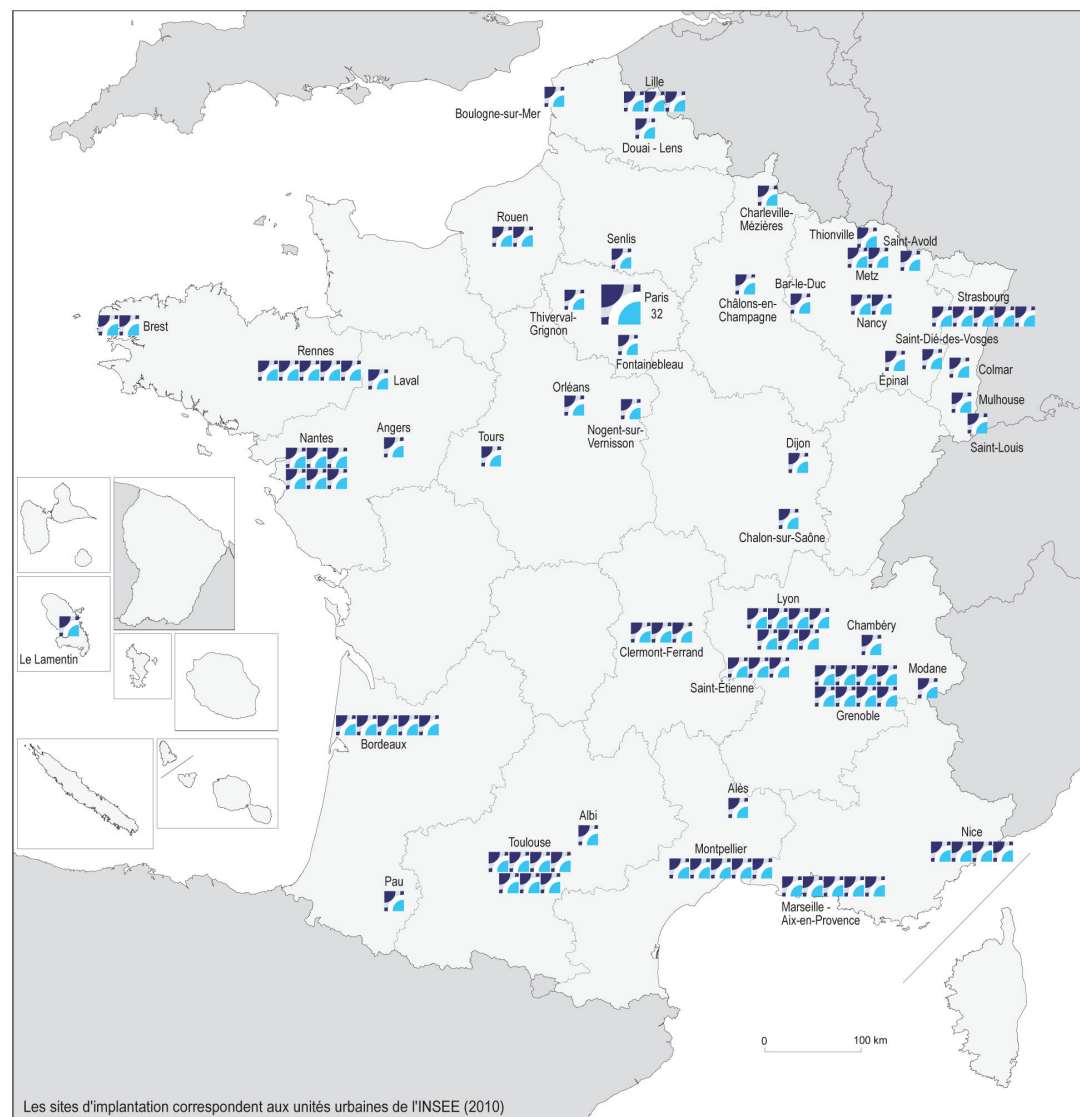 Lille
Boulogne-sur-Mer
Douai - Lens
Charleville-
Mézières
Rouen
Senlis
Thionville
Saint-Avold
Metz
Bar-le-Duc
Châlons-en-
Champagne
Paris
32
Thiverval-
Grignon
Nancy
Strasbourg
Brest
Saint-Dié-des-Vosges
Rennes
Fontainebleau
Épinal
Colmar
Laval
Orléans
Mulhouse
Nogent-sur-
Vernisson
Saint-Louis
Nantes
Angers
Tours
Dijon
Chalon-sur-Saône
Lyon
Chambéry
Clermont-Ferrand
Le Lamentin
Saint-Étienne
Modane
Grenoble
Bordeaux
Alès
Albi
Toulouse
Montpellier
Nice
Pau
Marseille -
Aix-en-Provence
0
100 km
Les sites d'implantation correspondent aux unités urbaines de l'INSEE (2010)